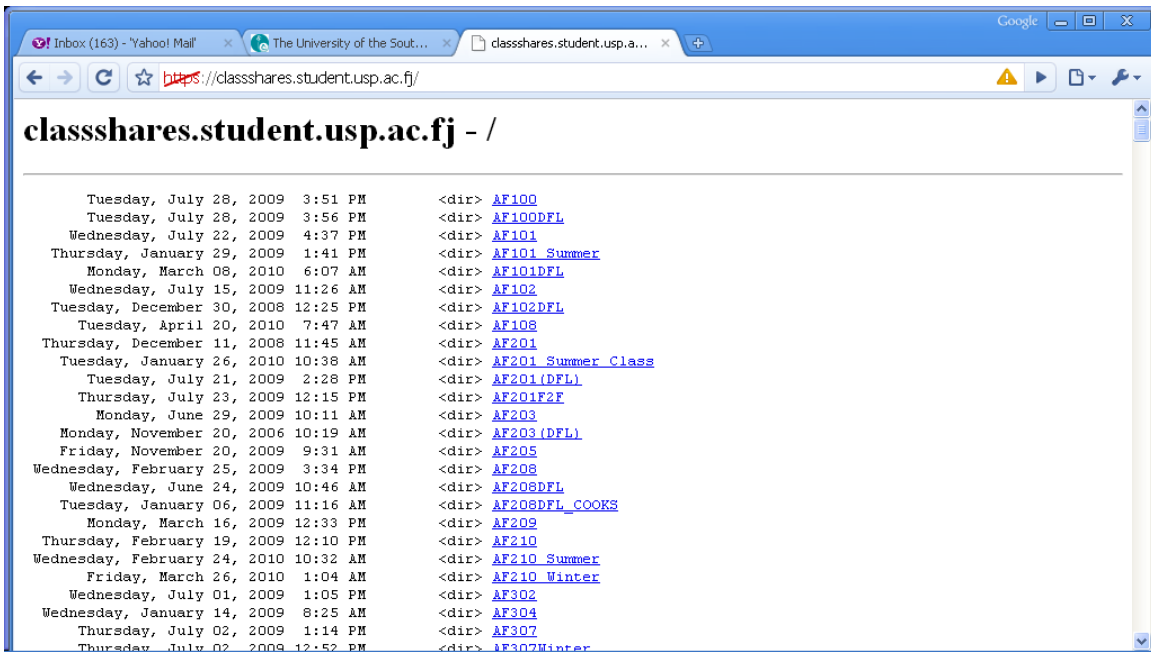 Google
Inbox (163) - 'Yahoo! Mail'
The University of the Sout...
classshares.student.usp.a...
https://classshares.student.usp.ac.fj/
classshares.student.usp.ac.fj - /
Tuesday, July 28, 2009 3:51 PM <dir> AF100
Tuesday, July 28, 2009 3:56 PM <dir> AF100DFL
Wednesday, July 22, 2009 4:37 PM <dir> AF101
Thursday, January 29, 2009 1:41 PM <dir> AF101 Summer
Monday, March 08, 2010 6:07 AM <dir> AF101DFL
Wednesday, July 15, 2009 11:26 AM <dir> AF102
Tuesday, December 30, 2008 12:25 PM <dir> AF102DFL
Tuesday, April 20, 2010 7:47 AM <dir> AF108
Thursday, December 11, 2008 11:45 AM <dir> AF201
Tuesday, January 26, 2010 10:38 AM <dir> AF201 Summer Class
Tuesday, July 21, 2009 2:28 PM <dir> AF201(DFL)
Thursday, July 23, 2009 12:15 PM <dir> AF201F2F
Monday, June 29, 2009 10:11 AM <dir> AF203
Monday, November 20, 2006 10:19 AM <dir> AF203(DFL)
Friday, November 20, 2009 9:31 AM <dir> AF205
Wednesday, February 25, 2009 3:34 PM <dir> AF208
Wednesday, June 24, 2009 10:46 AM <dir> AF208DFL
Tuesday, January 06, 2009 11:16 AM <dir> AF208DFL_COOKS
Monday, March 16, 2009 12:33 PM <dir> AF209
Thursday, February 19, 2009 12:10 PM <dir> AF210
Wednesday, February 24, 2010 10:32 AM <dir> AF210 Summer
Friday, March 26, 2010 1:04 AM <dir> AF210 Winter
Wednesday, July 01, 2009 1:05 PM <dir> AF302
Wednesday, January 14, 2009 8:25 AM <dir> AF304
Thursday, July 02, 2009 1:14 PM <dir> AF307
Thursday, July 02, 2009 12:52 PM <dir> AF307Winter